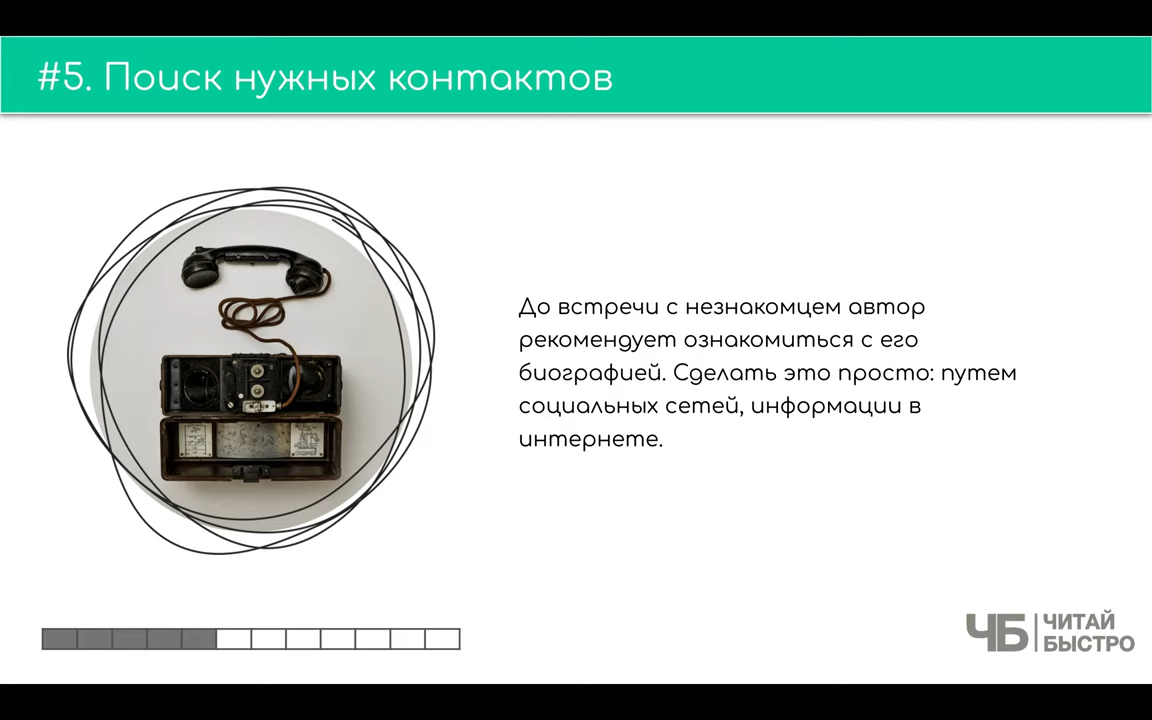 #5. Поиск нужных контактов
До встречи с незнакомцем автор
рекомендует ознакомиться с его
биографией. Сделать это просто: путем
социальных сетей, информации в
интернете.
ЧБ
ЧИТАЙ
БЫСТРО